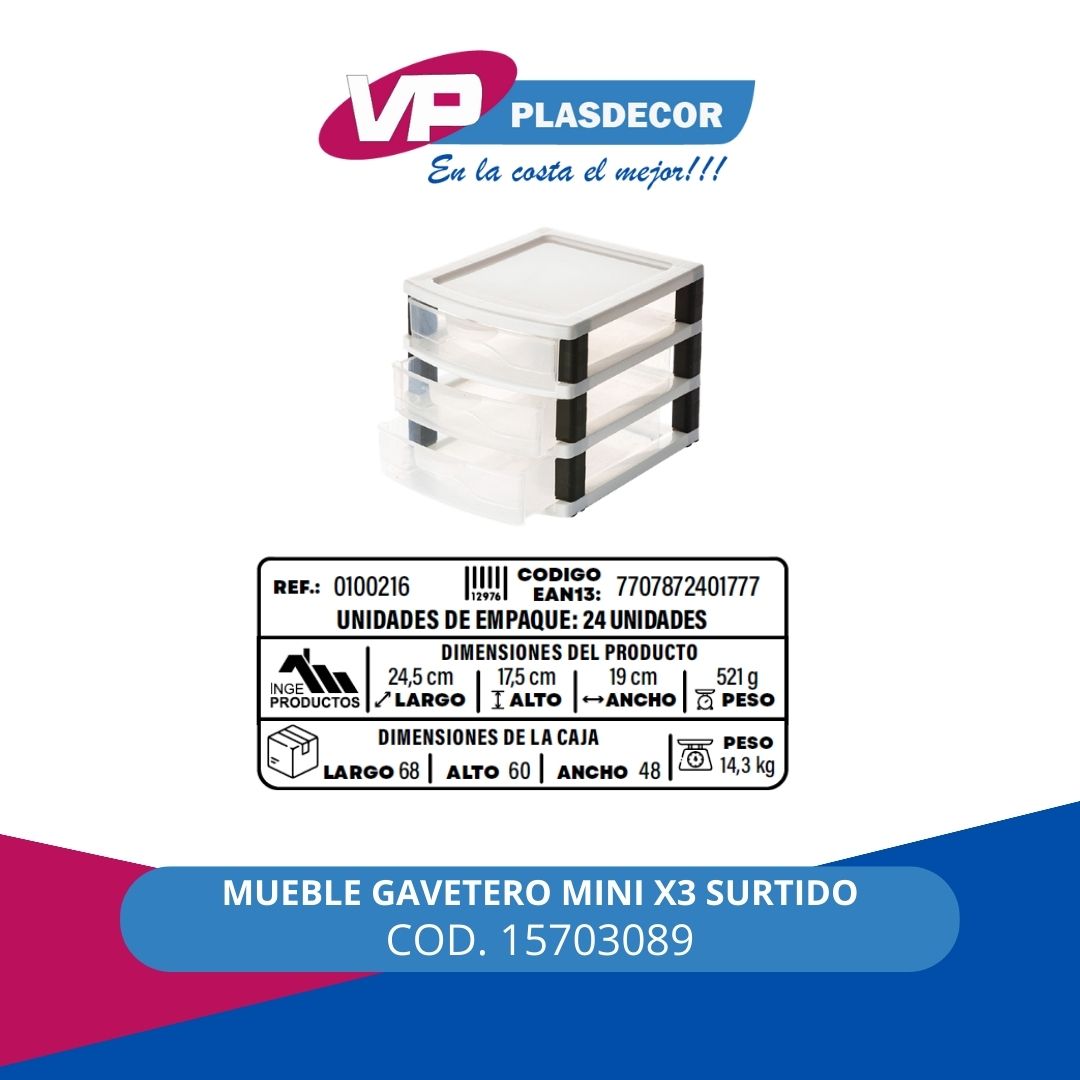 VP PLASDECOR
En la costa el mejor!!!
REF.: 0100216 12976 CODIGO EAN13: 7707872401777
UNIDADES DE EMPAQUE: 24 UNIDADES
INGE PRODUCTOS
DIMENSIONES DEL PRODUCTO
24,5 cm 17,5 cm 19 cm 521 g
LARGO ALTO ANCHO PESO
DIMENSIONES DE LA CAJA
LARGO 68 ALTO 60 ANCHO 48
PESO
14,3 kg
MUEBLE GAVETERO MINI X3 SURTIDO
COD. 15703089